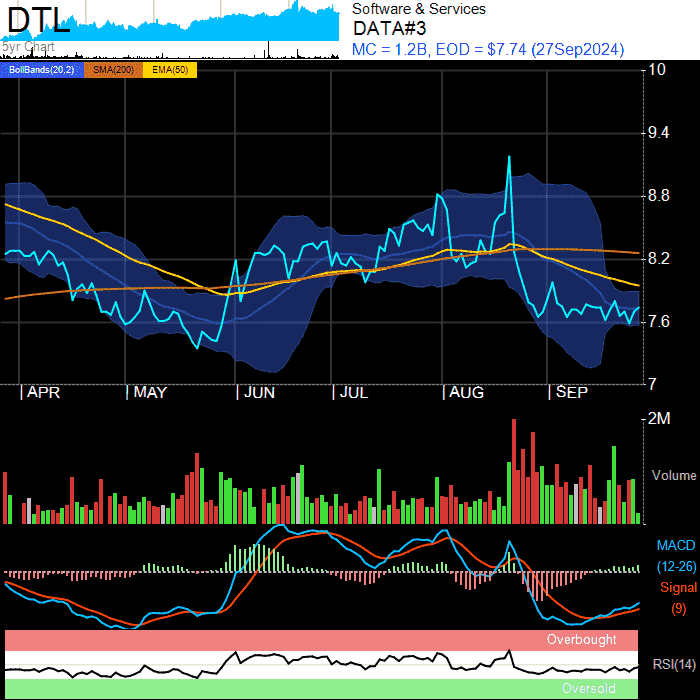 DTL
5yr Chart
Software & Services
DATA#3
MC = 1.2B, EOD = $7.74 (27Sep2024)
BollBands(20,2) SMA(200) EMA(50)
10
9.4
8.8
8.2
7.6
7
APR MAY JUN JUL AUG SEP
2M
Volume
MACD
(12-26)
Signal
(9)
Overbought
RSI(14)
Oversold